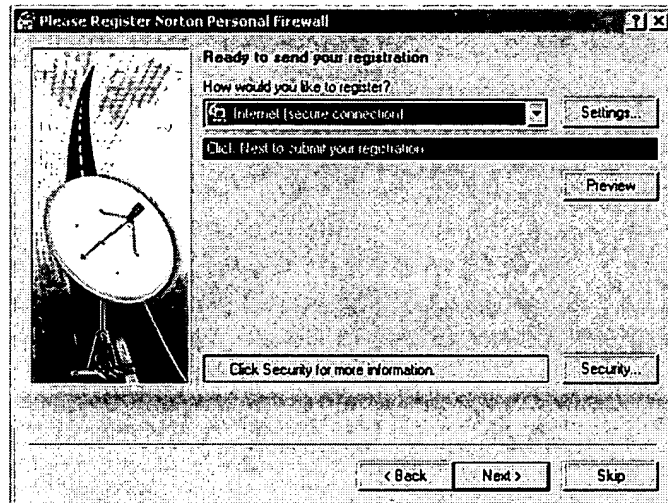 Please Register Norton Personal Firewall
Ready to send your registration
How would you like to register?
Internet (secure connection)
Settings...
Click Next to submit your registration
Preview
Click Security for more information.
Security...
< Back
Next >
Skip